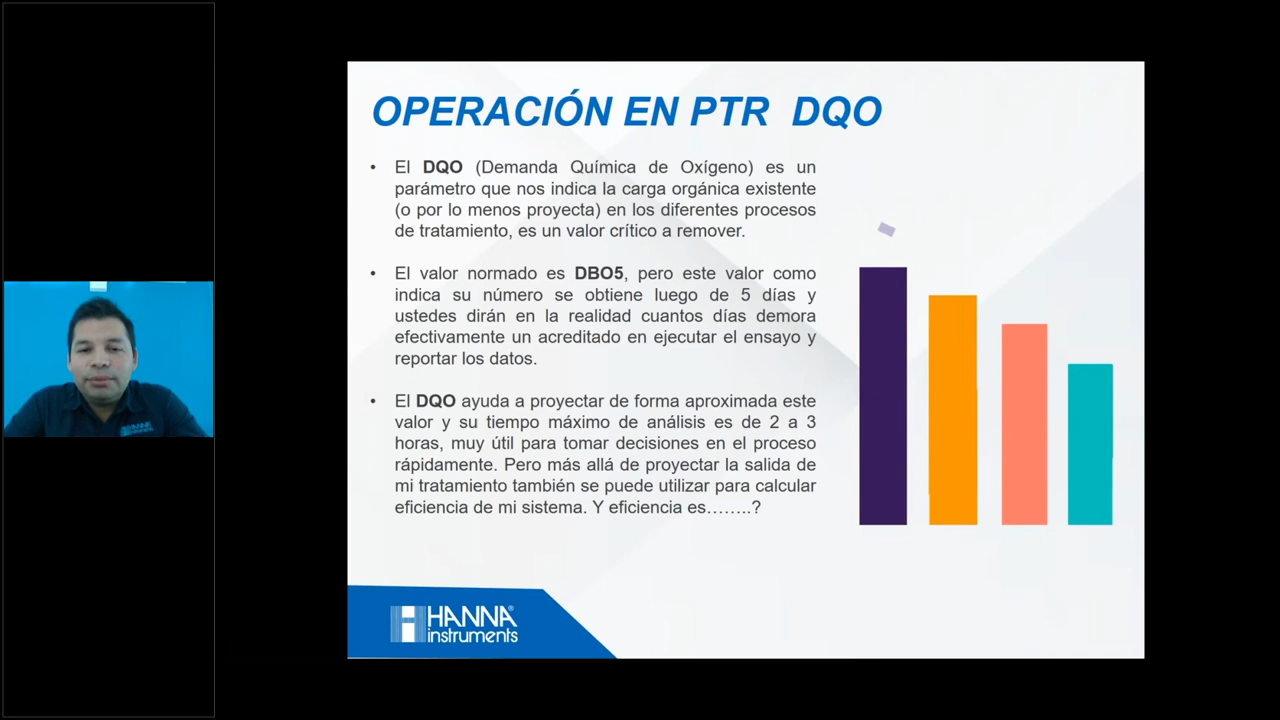 OPERACIÓN EN PTR DQO
• El DQO (Demanda Química de Oxígeno) es un
parámetro que nos indica la carga orgánica existente
(o por lo menos proyecta) en los diferentes procesos
de tratamiento, es un valor crítico a remover.
• El valor normado es DBO5, pero este valor como
indica su número se obtiene luego de 5 días y
ustedes dirán en la realidad cuantos días demora
efectivamente un acreditado en ejecutar el ensayo y
reportar los datos.
• El DQO ayuda a proyectar de forma aproximada este
valor y su tiempo máximo de análisis es de 2 a 3
horas, muy útil para tomar decisiones en el proceso
rápidamente. Pero más allá de proyectar la salida de
mi tratamiento también se puede utilizar para calcular
eficiencia de mi sistema. Y eficiencia es……..?
HANNA®
instruments
HANNA